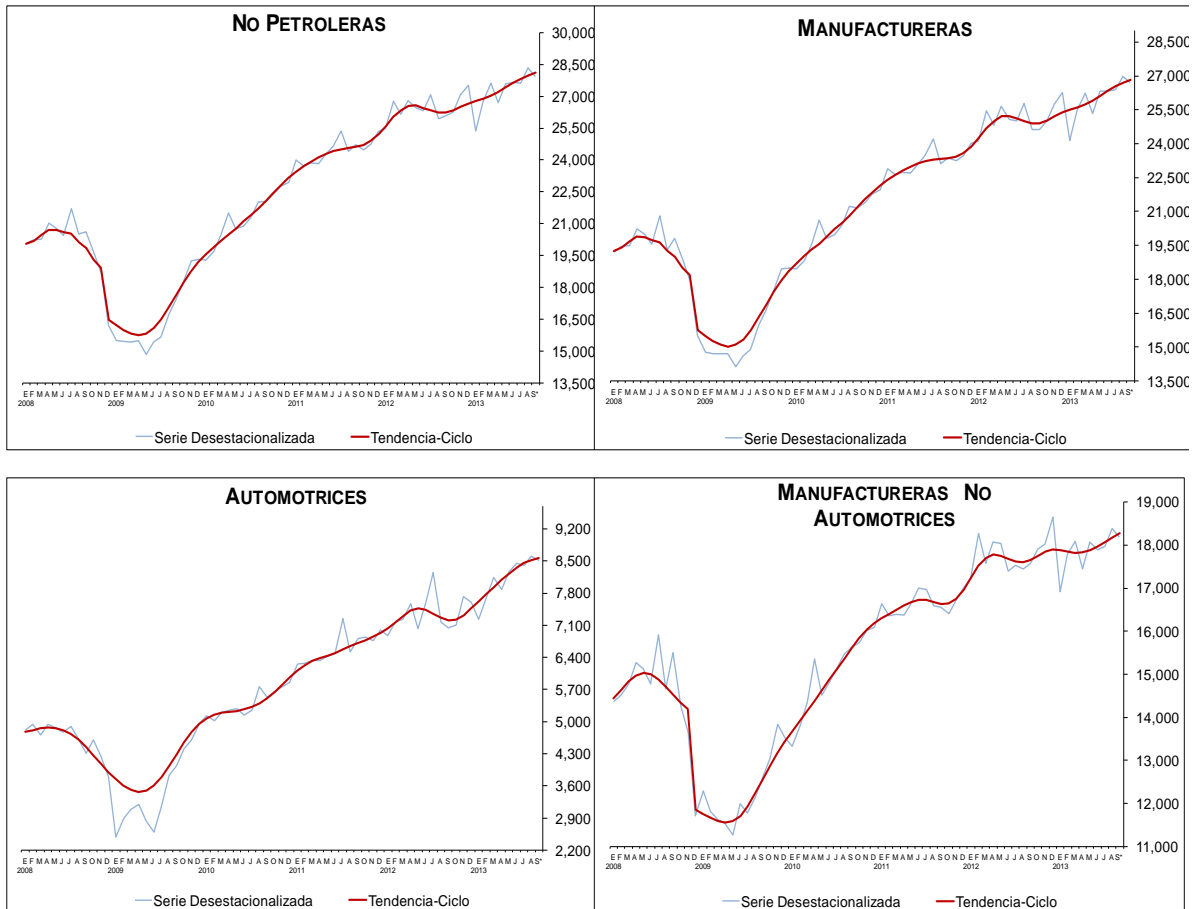 NO PETROLERAS
30,000
28,500
27,000
25,500
24,000
22,500
21,000
19,500
18,000
16,500
15,000
13,500
E F M A M J J A S O N D E F M A M J J A S O N D E F M A M J J A S O N D E F M A M J J A S O N D E F M A M J J A S O N D E F M A M J J A S*
2008 2009 2010 2011 2012 2013
Serie Desestacionalizada Tendencia-Ciclo
MANUFACTURERAS
28,500
27,000
25,500
24,000
22,500
21,000
19,500
18,000
16,500
15,000
13,500
E F M A M J J A S O N D E F M A M J J A S O N D E F M A M J J A S O N D E F M A M J J A S O N D E F M A M J J A S O N D E F M A M J J A S*
2008 2009 2010 2011 2012 2013
Serie Desestacionalizada Tendencia-Ciclo
AUTOMOTRICES
9,200
8,500
7,800
7,100
6,400
5,700
5,000
4,300
3,600
2,900
2,200
E F M A M J J A S O N D E F M A M J J A S O N D E F M A M J J A S O N D E F M A M J J A S O N D E F M A M J J A S O N D E F M A M J J A S*
2008 2009 2010 2011 2012 2013
Serie Desestacionalizada Tendencia-Ciclo
MANUFACTURERAS NO
AUTOMOTRICES
19,000
18,000
17,000
16,000
15,000
14,000
13,000
12,000
11,000
E F M A M J J A S O N D E F M A M J J A S O N D E F M A M J J A S O N D E F M A M J J A S O N D E F M A M J J A S O N D E F M A M J J A S*
2008 2009 2010 2011 2012 2013
Serie Desestacionalizada Tendencia-Ciclo